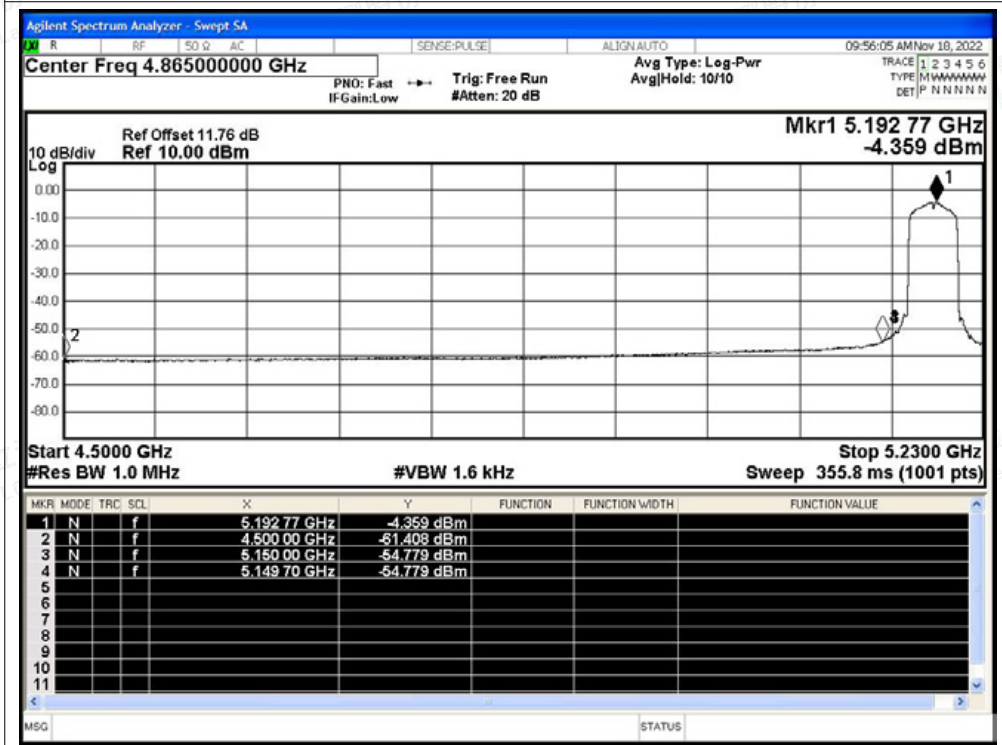 Agilent Spectrum Analyzer - Swept SA
LXI R RF 50 Ω AC SENSE:PULSE ALIGN AUTO 09:56:05 AM Nov 18, 2022
Center Freq 4.865000000 GHz Avg Type: Log-Pwr TRACE 1 2 3 4 5 6
PNO: Fast Trig: Free Run Avg|Hold: 10/10 TYPE M WWWWW
IFGain:Low #Atten: 20 dB DET P N N N N N
Mkr1 5.192 77 GHz
Ref Offset 11.76 dB
10 dB/div Ref 10.00 dBm -4.359 dBm
Log
1
0.00
-10.0
-20.0
-30.0
-40.0
-50.0
2
-60.0
-70.0
-80.0
Start 4.5000 GHz Stop 5.2300 GHz
#Res BW 1.0 MHz #VBW 1.6 kHz Sweep 355.8 ms (1001 pts)
MKR MODE TRC SCL X Y FUNCTION FUNCTION WIDTH FUNCTION VALUE
1 N f 5.192 77 GHz -4.359 dBm
2 N f 4.500 00 GHz -61.408 dBm
3 N f 5.150 00 GHz -54.779 dBm
4 N f 5.149 70 GHz -54.779 dBm
5
6
7
8
9
10
11
MSG STATUS